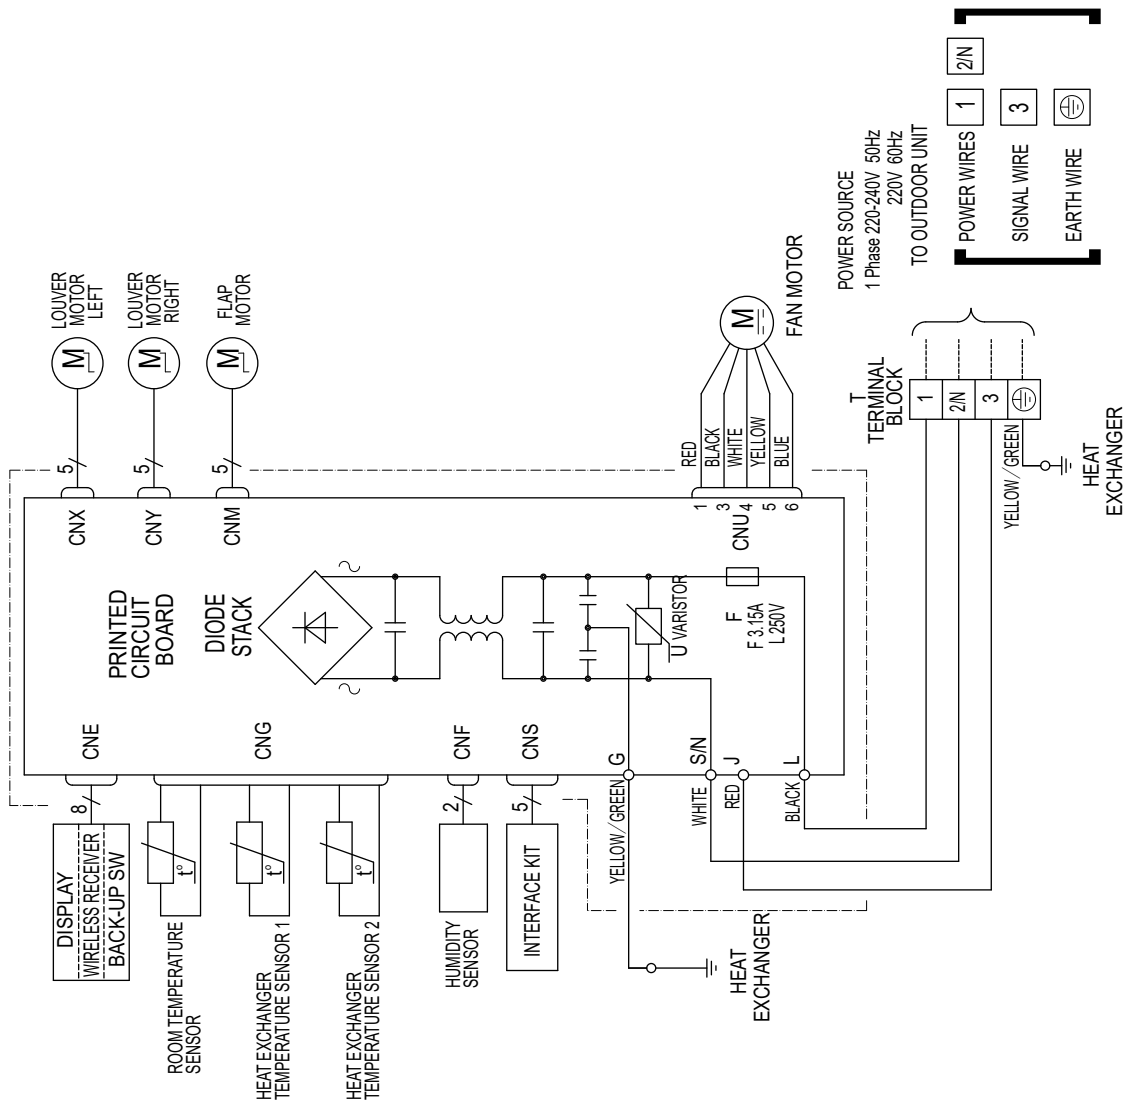 LOUVER
MOTOR
LEFT
M
LOUVER
MOTOR
RIGHT
M
FLAP
MOTOR
M
5
5
5
CNX
CNY
CNM
PRINTED
CIRCUIT
BOARD
DIODE
STACK
CNE
CNG
CNF
CNS
8
2
5
DISPLAY
WIRELESS RECEIVER
BACK-UP SW
t°
t°
t°
ROOM TEMPERATURE
SENSOR
HEAT EXCHANGER
TEMPERATURE SENSOR 1
HEAT EXCHANGER
TEMPERATURE SENSOR 2
HUMIDITY
SENSOR
INTERFACE KIT
M
FAN MOTOR
RED
BLACK
WHITE
YELLOW
BLUE
1
3
4
5
6
CNU
U VARISTOR
F
F 3.15A
L 250V
G
S/N
J
L
YELLOW/GREEN
WHITE
RED
BLACK
HEAT
EXCHANGER
T
TERMINAL
BLOCK
1
2/N
3
YELLOW/GREEN
HEAT
EXCHANGER
POWER SOURCE
1 Phase 220-240V 50Hz
220V 60Hz
TO OUTDOOR UNIT
POWER WIRES 1 2/N
SIGNAL WIRE 3
EARTH WIRE